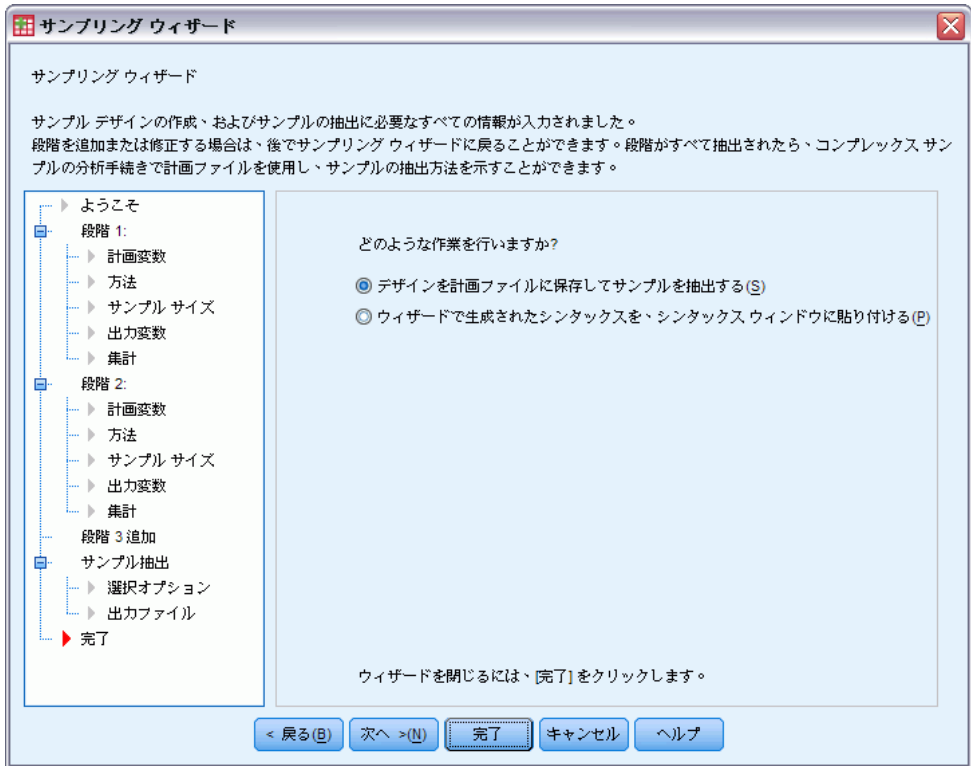 サンプリング ウィザード
サンプリング ウィザード
サンプル デザインの作成、およびサンプルの抽出に必要なすべての情報が入力されました。
段階を追加または修正する場合は、後でサンプリング ウィザードに戻ることができます。段階がすべて抽出されたら、コンプレックス サン
プルの分析手続きで計画ファイルを使用し、サンプルの抽出方法を示すことができます。
ようこそ
段階 1:
計画変数
方法
サンプル サイズ
出力変数
集計
段階 2:
計画変数
方法
サンプル サイズ
出力変数
集計
段階 3 追加
サンプル抽出
選択オプション
出力ファイル
完了
どのような作業を行いますか?
デザインを計画ファイルに保存してサンプルを抽出する(S)
ウィザードで生成されたシンタックスを、シンタックス ウィンドウに貼り付ける(P)
ウィザードを閉じるには、[完了] をクリックします。
< 戻る(B)
次へ >(N)
完了
キャンセル
ヘルプ